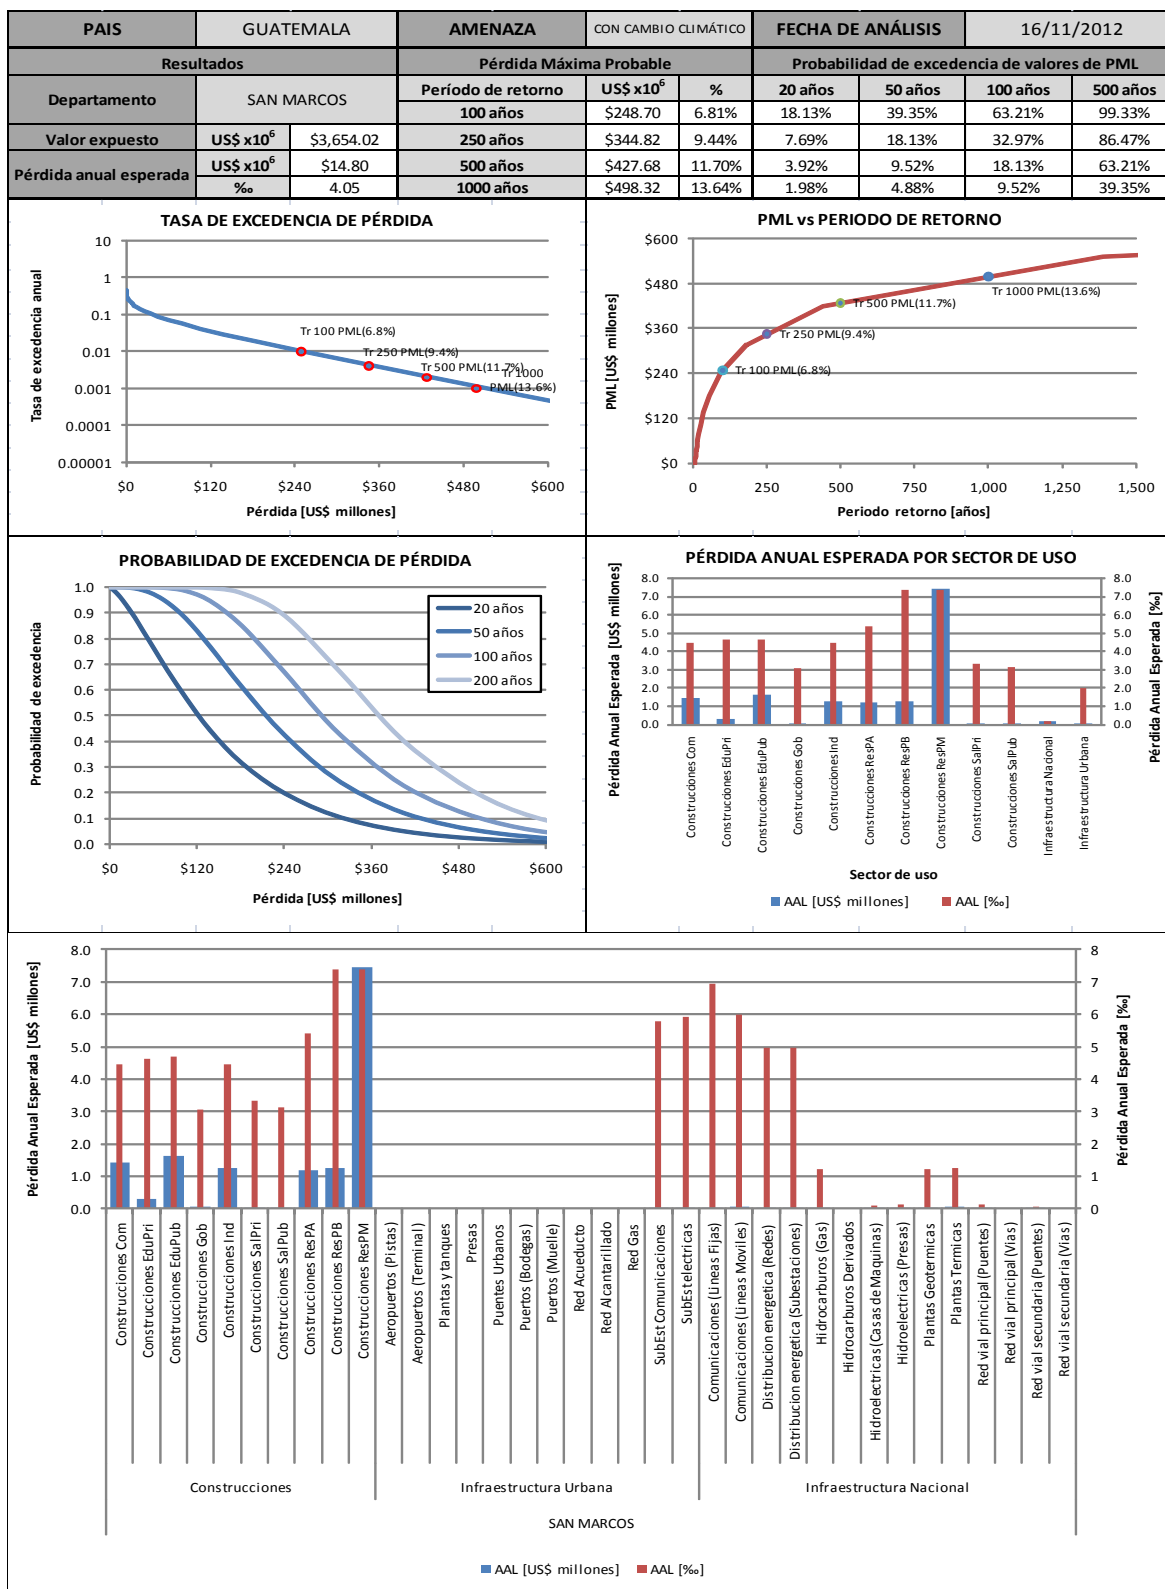 PAIS GUATEMALA AMENAZA CON CAMBIO CLIMÁTICO FECHA DE ANÁLISIS 16/11/2012
Resultados Pérdida Máxima Probable Probabilidad de excedencia de valores de PML
Departamento SAN MARCOS Período de retorno US$ x10⁶ % 20 años 50 años 100 años 500 años
100 años $248.70 6.81% 18.13% 39.35% 63.21% 99.33%
Valor expuesto US$ x10⁶ $3,654.02 250 años $344.82 9.44% 7.69% 18.13% 32.97% 86.47%
Pérdida anual esperada US$ x10⁶ $14.80 500 años $427.68 11.70% 3.92% 9.52% 18.13% 63.21%
‰ 4.05 1000 años $498.32 13.64% 1.98% 4.88% 9.52% 39.35%
TASA DE EXCEDENCIA DE PÉRDIDA
Tasa de excedencia anual
10
1
0.1
0.01
0.001
0.0001
0.00001
Tr 100 PML(6.8%)
Tr 250 PML(9.4%)
Tr 500 PML(11.7%)
Tr 1000
PML(13.6%)
$0 $120 $240 $360 $480 $600
Pérdida [US$ millones]
PML vs PERIODO DE RETORNO
PML [US$ millones]
$600
$480
$360
$240
$120
$0
Tr 1000 PML(13.6%)
Tr 500 PML(11.7%)
Tr 250 PML(9.4%)
Tr 100 PML(6.8%)
0 250 500 750 1,000 1,250 1,500
Periodo retorno [años]
PROBABILIDAD DE EXCEDENCIA DE PÉRDIDA
Probabilidad de excedencia
1.0
0.9
0.8
0.7
0.6
0.5
0.4
0.3
0.2
0.1
0.0
20 años
50 años
100 años
200 años
$0 $120 $240 $360 $480 $600
Pérdida [US$ millones]
PÉRDIDA ANUAL ESPERADA POR SECTOR DE USO
Pérdida Anual Esperada [US$ millones]
8.0
7.0
6.0
5.0
4.0
3.0
2.0
1.0
0.0
8.0
7.0
6.0
5.0
4.0
3.0
2.0
1.0
0.0
Pérdida Anual Esperada [‰]
Construcciones Com
Construcciones EduPri
Construcciones EduPub
Construcciones Gob
Construcciones Ind
Construcciones ResPA
Construcciones ResPB
Construcciones ResPM
Construcciones SalPri
Construcciones SalPub
Infraestructura Nacional
Infraestructura Urbana
Sector de uso
AAL [US$ millones] AAL [‰]
Pérdida Anual Esperada [US$ millones]
8.0
7.0
6.0
5.0
4.0
3.0
2.0
1.0
0.0
8
7
6
5
4
3
2
1
0
Pérdida Anual Esperada [‰]
Construcciones Com
Construcciones EduPri
Construcciones EduPub
Construcciones Gob
Construcciones Ind
Construcciones SalPri
Construcciones SalPub
Construcciones ResPA
Construcciones ResPB
Construcciones ResPM
Aeropuertos (Pistas)
Aeropuertos (Terminal)
Plantas y tanques
Presas
Puentes Urbanos
Puertos (Bodegas)
Puertos (Muelle)
Red Acueducto
Red Alcantarillado
Red Gas
SubEst Comunicaciones
SubEst electricas
Comunicaciones (Lineas Fijas)
Comunicaciones (Lineas Moviles)
Distribucion energetica (Redes)
Distribucion energetica (Subestaciones)
Hidrocarburos (Gas)
Hidrocarburos Derivados
Hidroelectricas (Casas de Maquinas)
Hidroelectricas (Presas)
Plantas Geotermicas
Plantas Termicas
Red vial principal (Puentes)
Red vial principal (Vias)
Red vial secundaria (Puentes)
Red vial secundaria (Vias)
Construcciones Infraestructura Urbana Infraestructura Nacional
SAN MARCOS
AAL [US$ millones] AAL [‰]